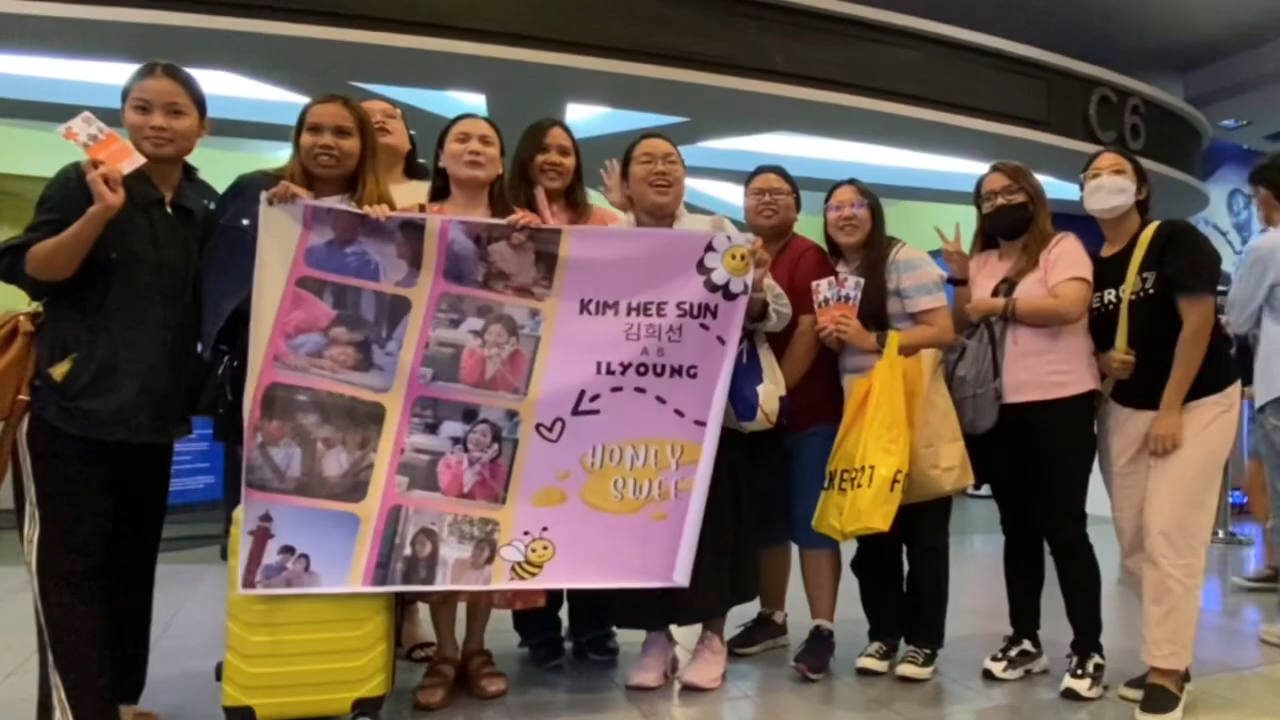 C6
KIM HEE SUN
김희선
AS
ILYOUNG
HONEY
SWEE